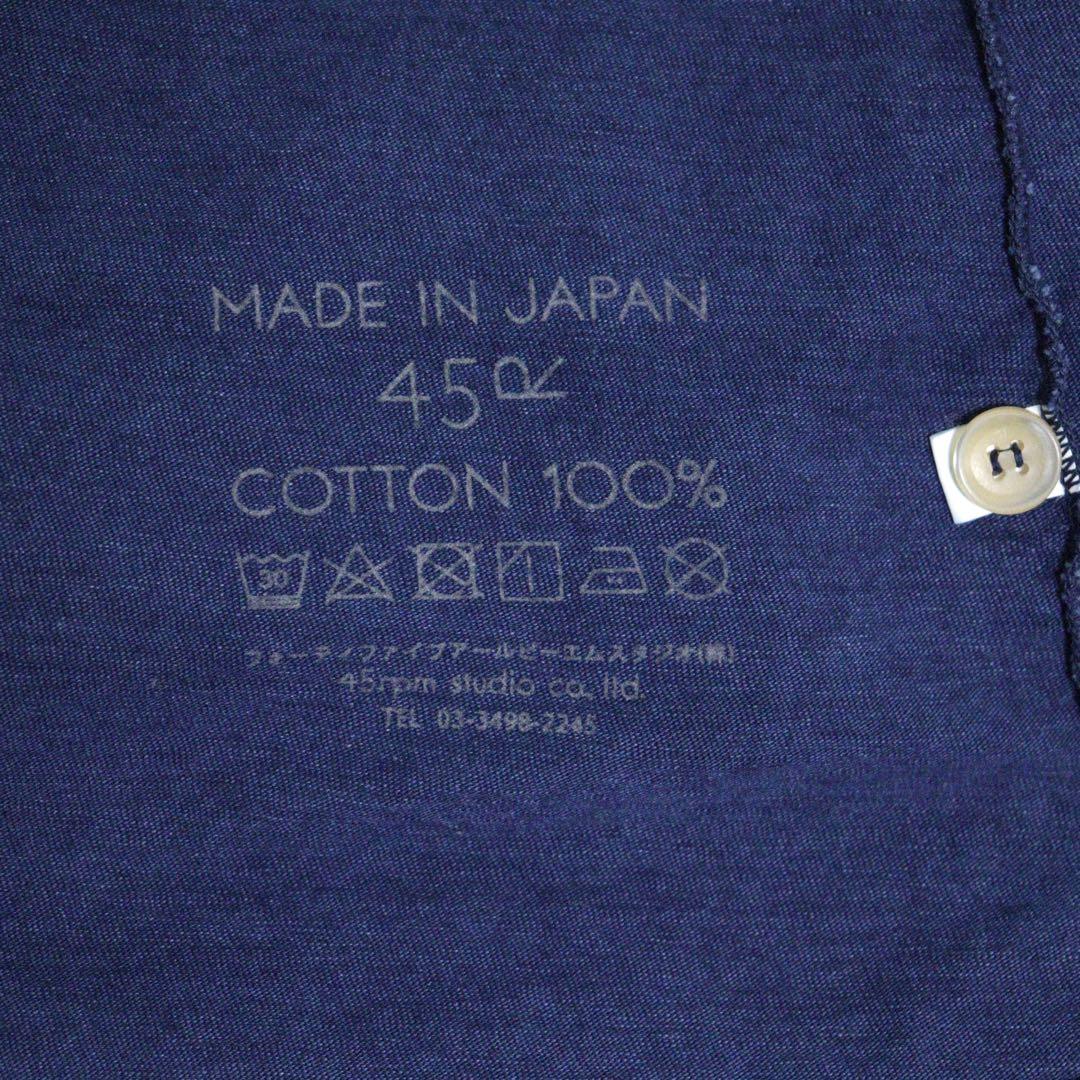 MADE IN JAPAN
45R
COTTON 100%
30
フォーティファイブアールピーエムスタジオ(株)
45rpm studio co., ltd.
TEL 03-3498-2245